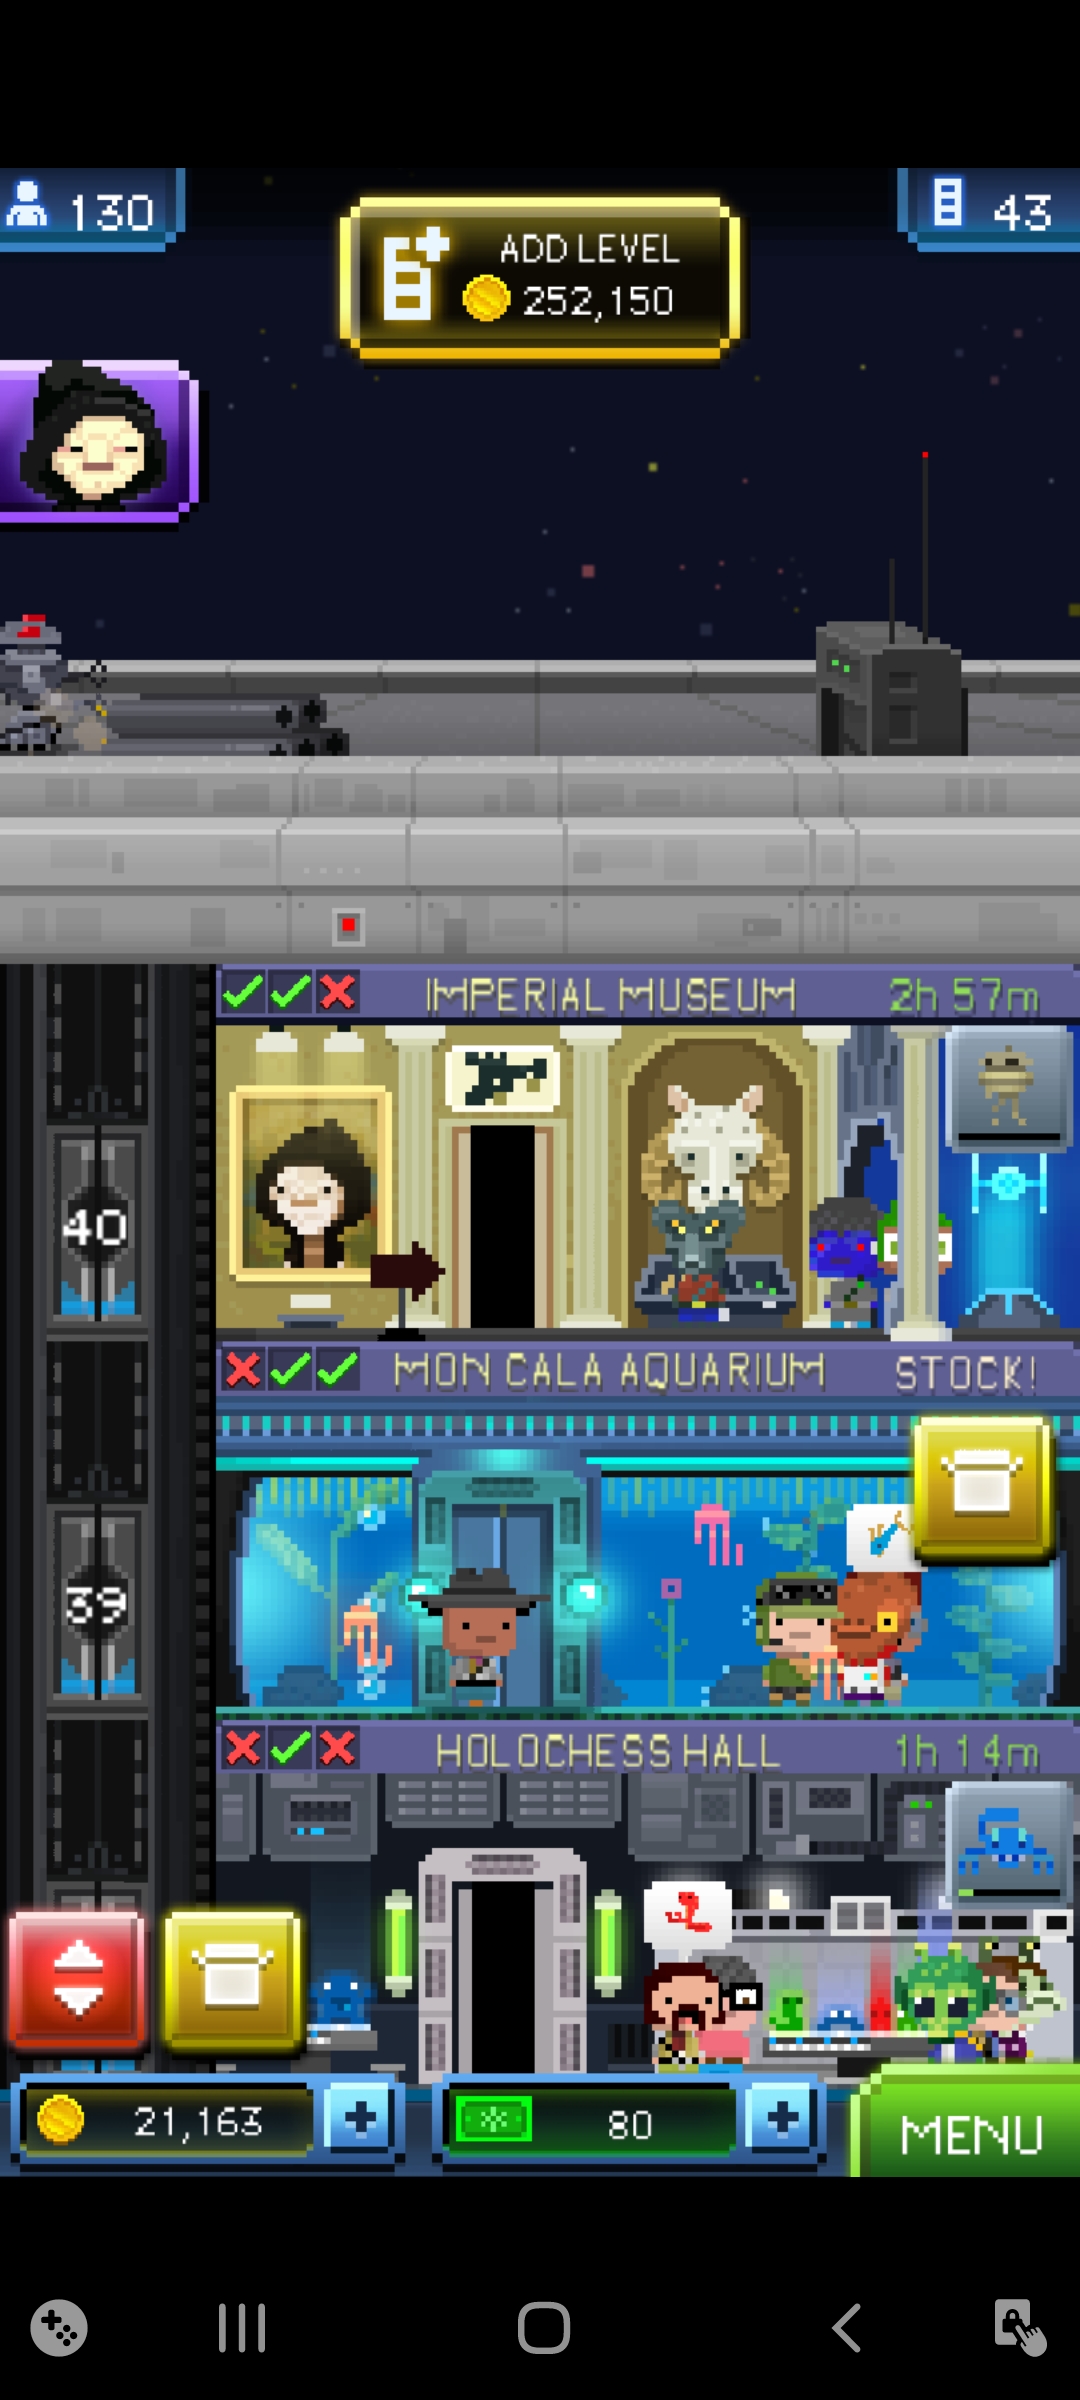 130
ADD LEVEL
252,150
43
IMPERIAL MUSEUM 2h 57m
40
MON CALA AQUARIUM STOCK!
39
HOLOCHESS HALL 1h 14m
21,163
80
MENU